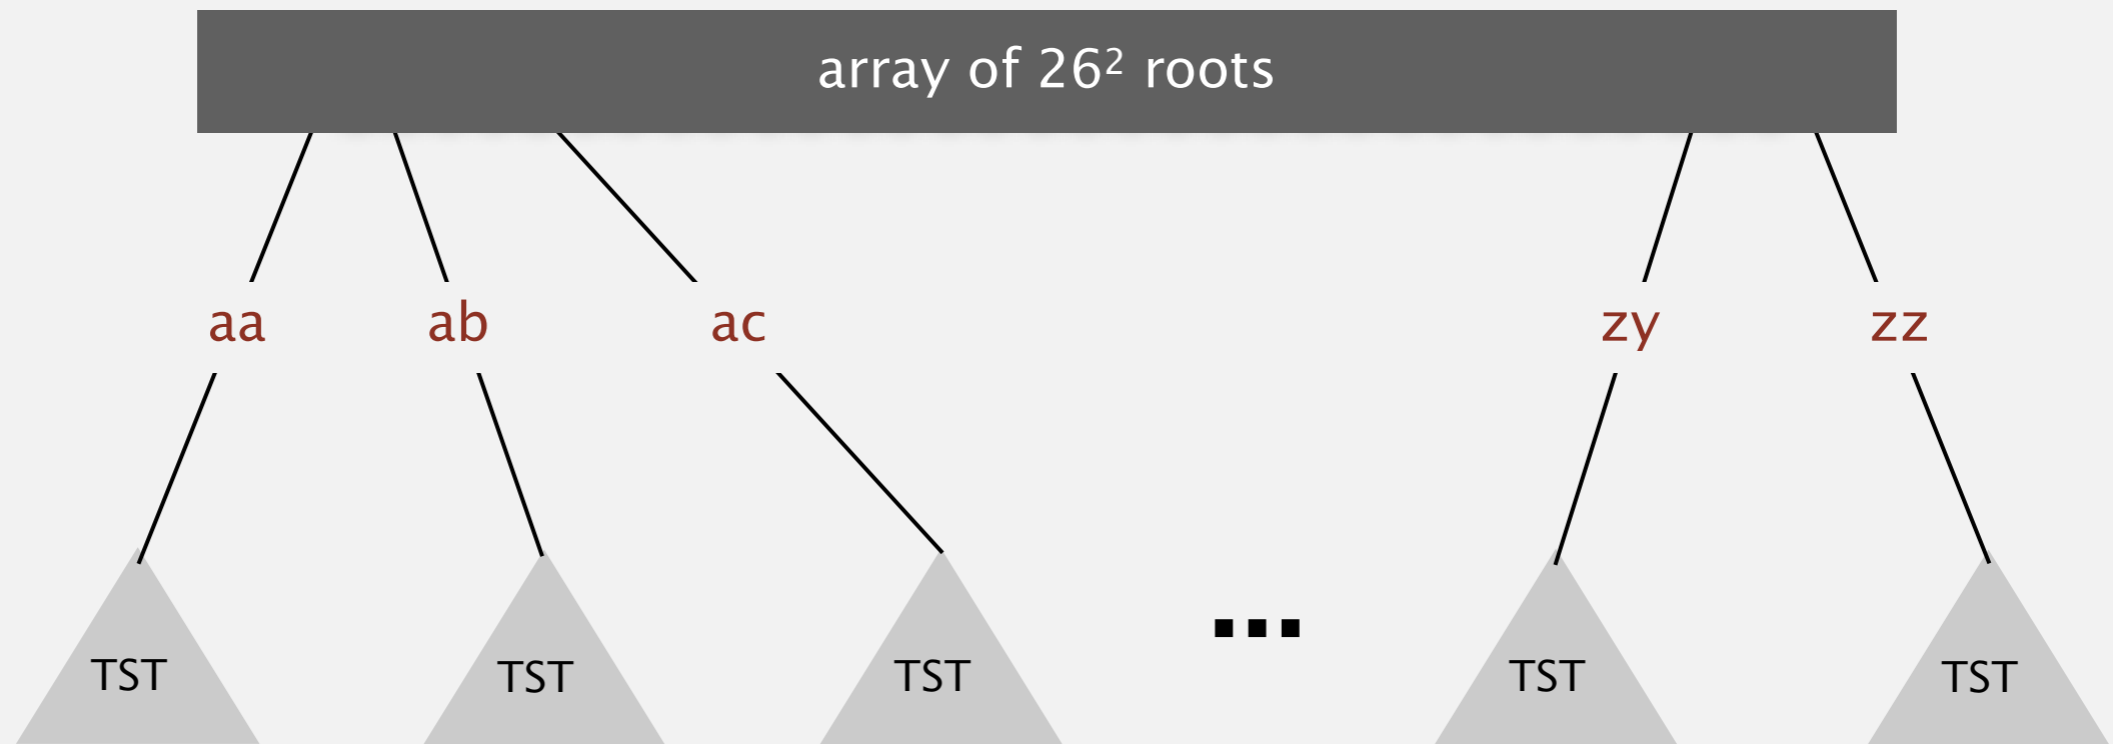 array of 26² roots
aa ab ac zy zz
...
TST TST TST TST TST